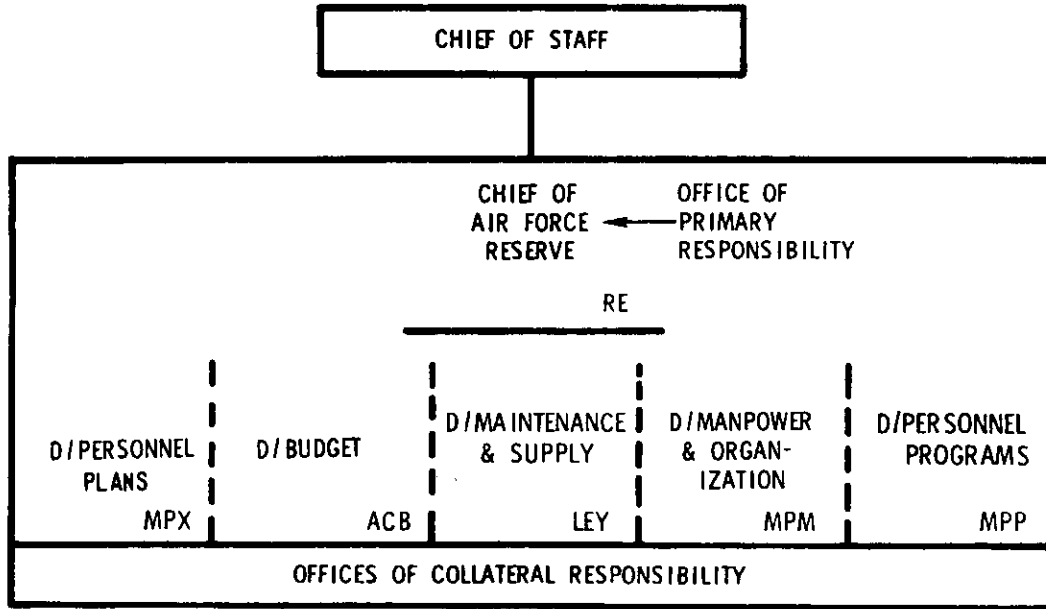 CHIEF OF STAFF
CHIEF OF
AIR FORCE
RESERVE
OFFICE OF
PRIMARY
RESPONSIBILITY
RE
D/PERSONNEL
PLANS
MPX
D/BUDGET
ACB
D/MAINTENANCE
& SUPPLY
LEY
D/MANPOWER
& ORGAN-
IZATION
MPM
D/PERSONNEL
PROGRAMS
MPP
OFFICES OF COLLATERAL RESPONSIBILITY